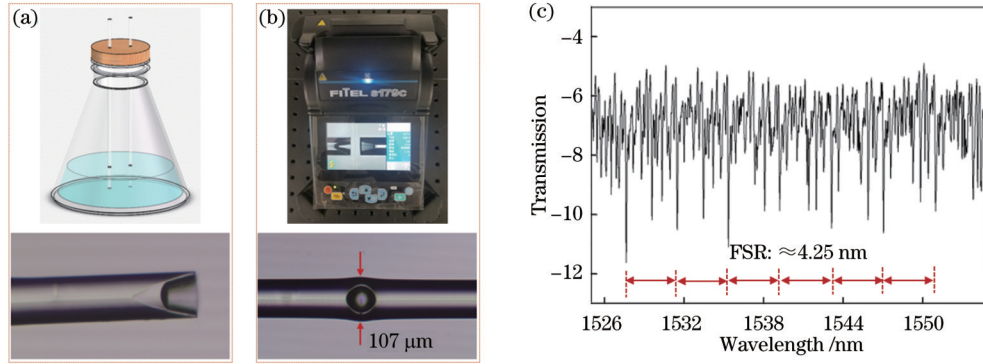 (a)
(b)
FITEL S179C
107 μm
(c)
Transmission
−4
−6
−8
−10
−12
FSR: ≈4.25 nm
1526
1532
1538
1544
1550
Wavelength /nm